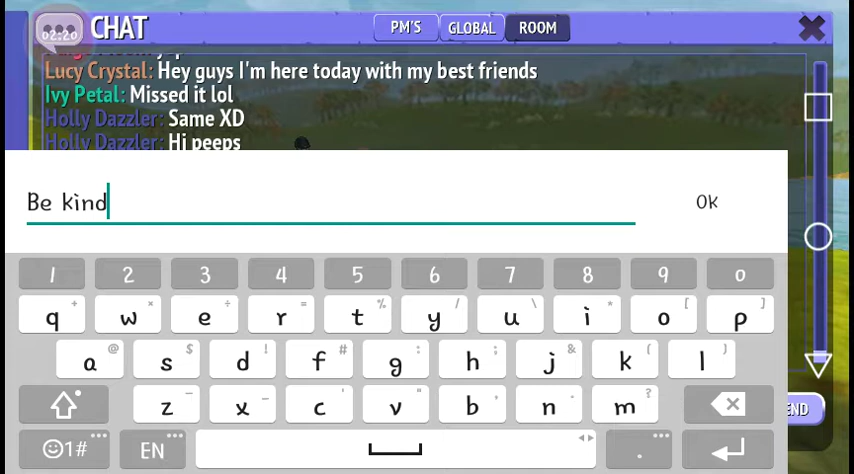 02:20
CHAT
PM'S GLOBAL ROOM
Lucy Crystal: Hey guys I'm here today with my best friends
Ivy Petal: Missed it lol
Holly Dazzler: Same XD
Holly Dazzler: Hi peeps
Be kind
Ok
1 2 3 4 5 6 7 8 9 0
q + w × e ÷ r = t % y / u \ i * o [ p ]
a @ s $ d ! f # g : h ; j & k ( l )
z - x _ c ' v " b , n . m ?
END
☺1# EN .